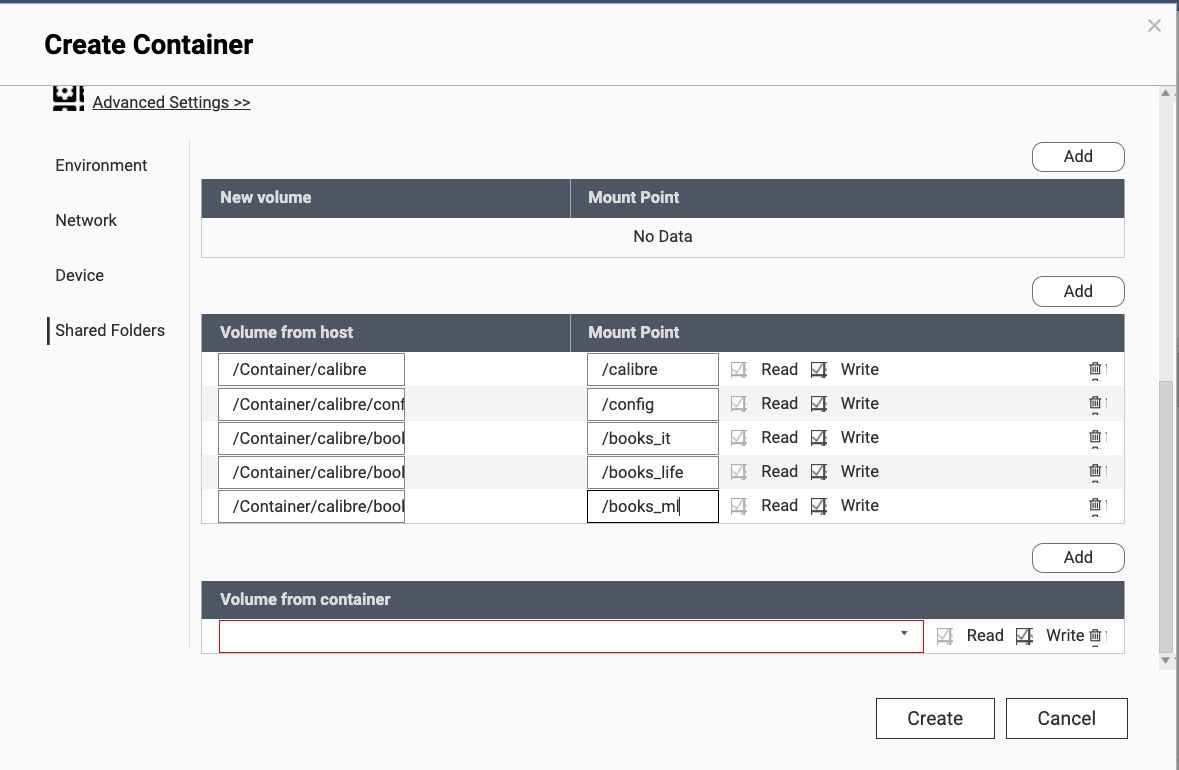 Create Container
Advanced Settings >>
Environment
Network
Device
Shared Folders
Add
New volume Mount Point
No Data
Add
Volume from host Mount Point
/Container/calibre /calibre Read Write
/Container/calibre/conf /config Read Write
/Container/calibre/bool /books_it Read Write
/Container/calibre/bool /books_life Read Write
/Container/calibre/bool /books_ml Read Write
Add
Volume from container
Read Write
Create Cancel